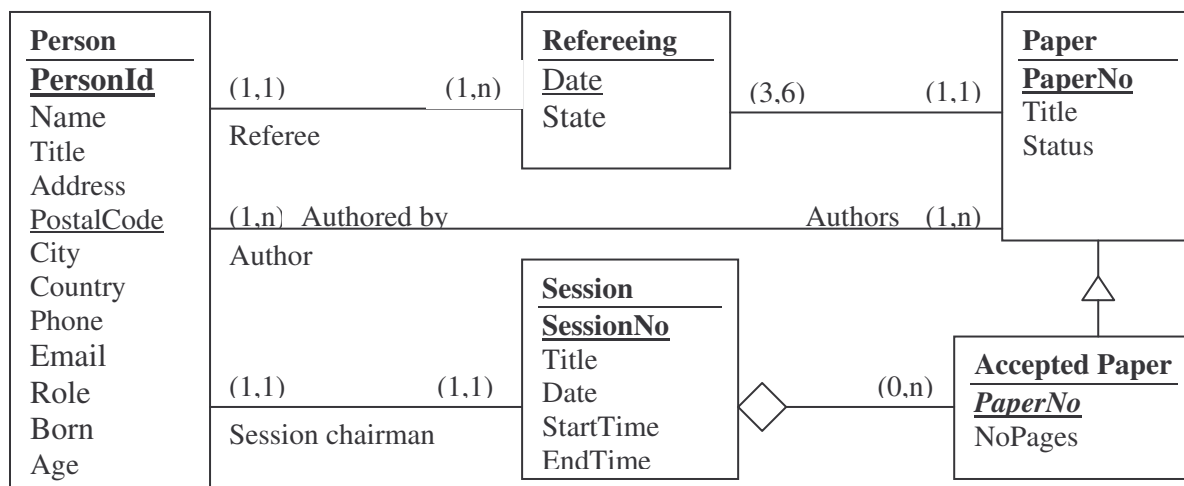 Person
PersonId
Name
Title
Address
PostalCode
City
Country
Phone
Email
Role
Born
Age
(1,1)
(1,n)
Referee
Refereeing
Date
State
(3,6)
(1,1)
Paper
PaperNo
Title
Status
(1,n) Authored by
Authors (1,n)
Author
Session
SessionNo
Title
Date
StartTime
EndTime
(1,1)
(1,1)
Session chairman
(0,n)
Accepted Paper
PaperNo
NoPages